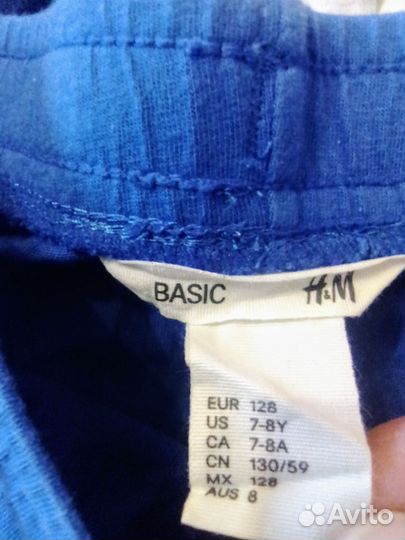 BASIC H&M
EUR 128
US 7-8Y
CA 7-8A
CN 130/59
MX 128
AUS 8
Avito